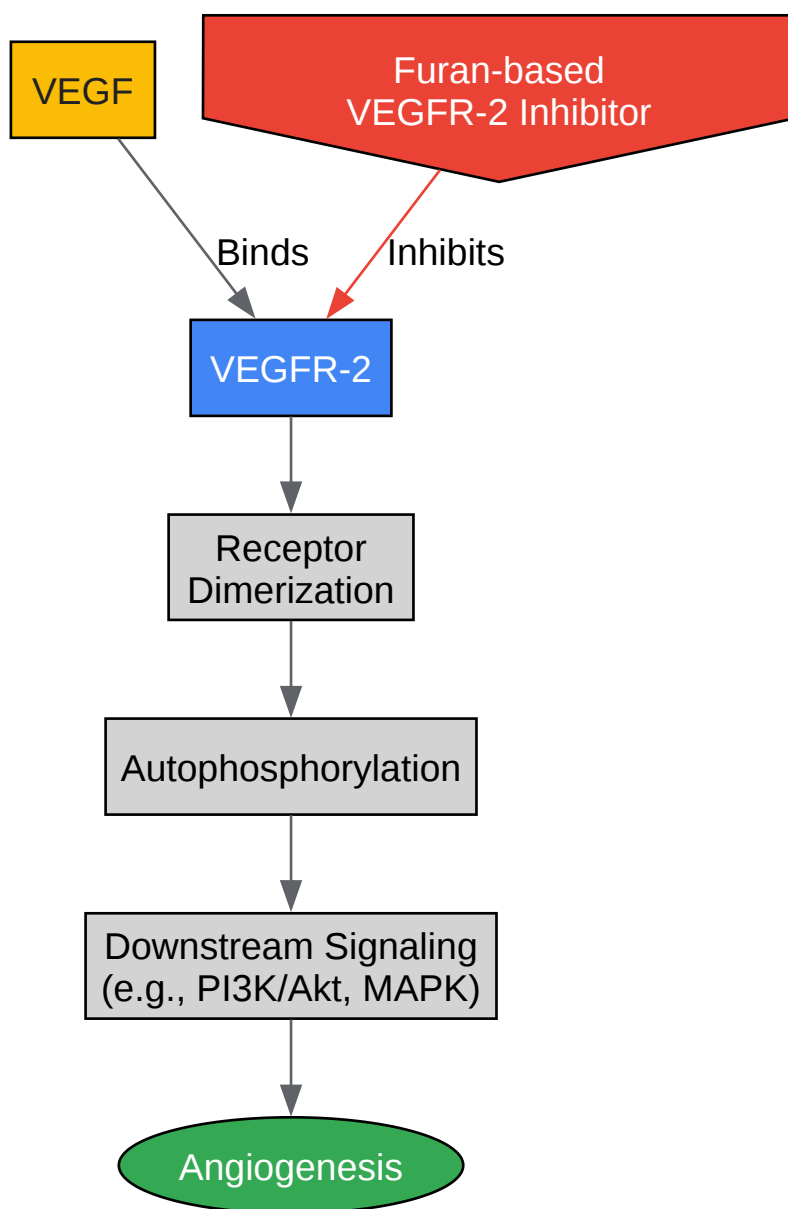 VEGF
Furan-based
VEGFR-2 Inhibitor
Binds
Inhibits
VEGFR-2
Receptor
Dimerization
Autophosphorylation
Downstream Signaling
(e.g., PI3K/Akt, MAPK)
Angiogenesis